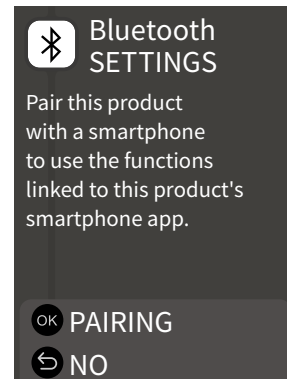 Bluetooth
SETTINGS
Pair this product
with a smartphone
to use the functions
linked to this product's
smartphone app.
OK PAIRING
NO